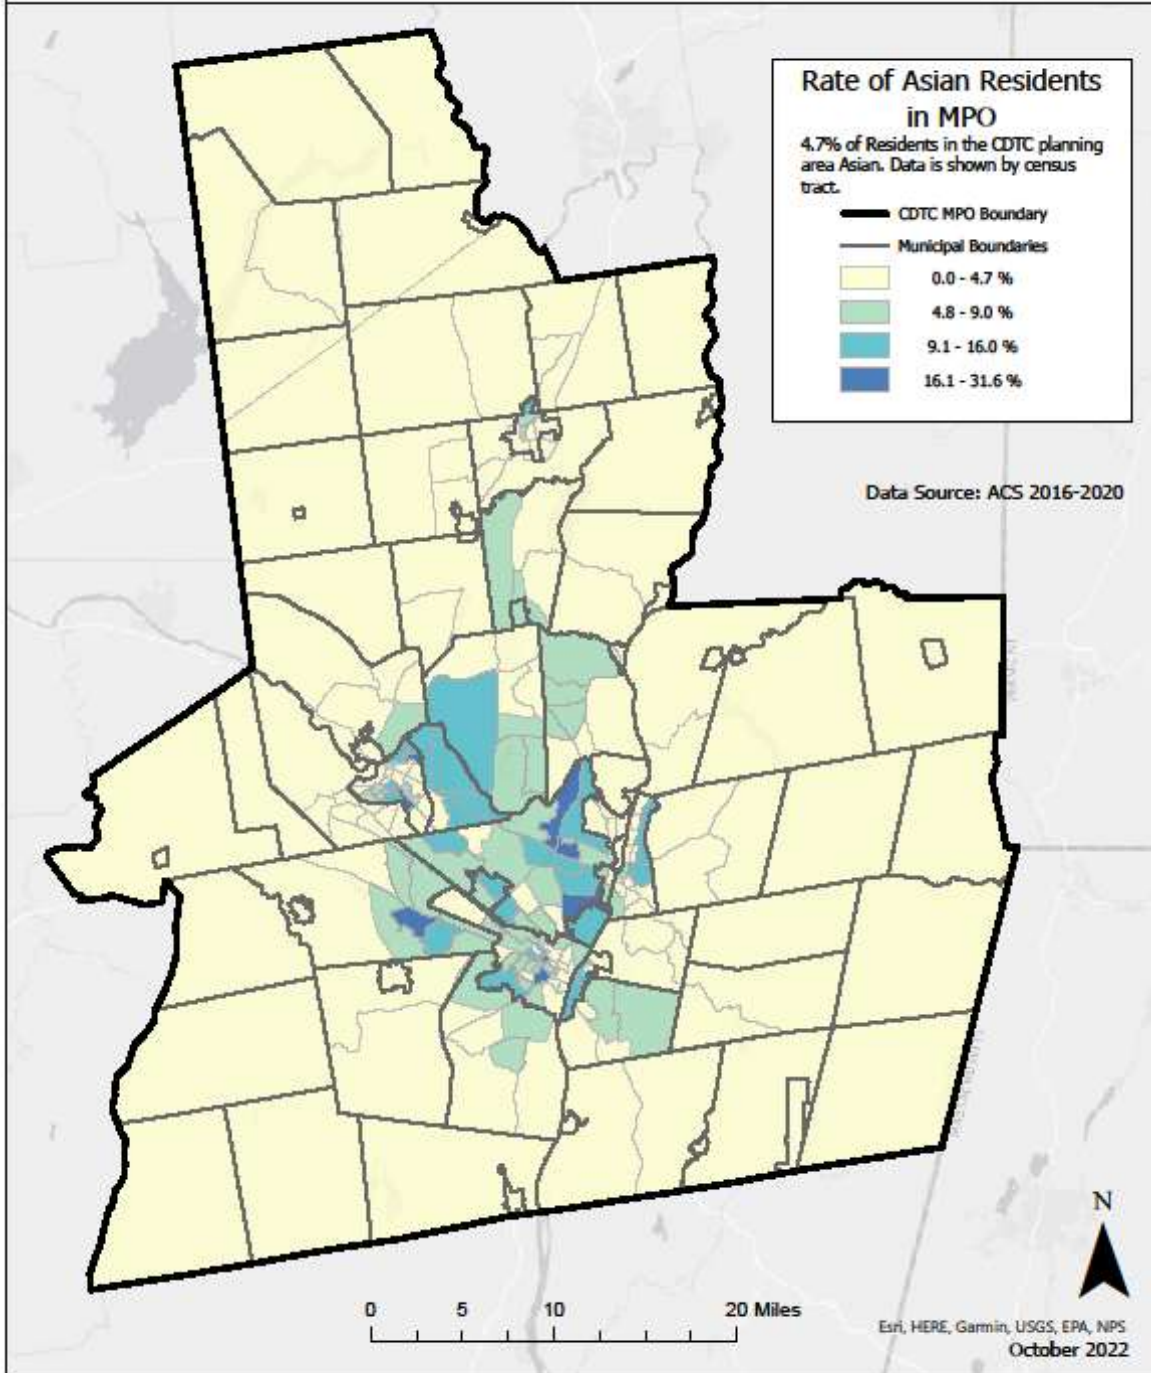 Rate of Asian Residents
in MPO
4.7% of Residents in the CDTC planning
area Asian. Data is shown by census
tract.
CDTC MPO Boundary
Municipal Boundaries
0.0 - 4.7 %
4.8 - 9.0 %
9.1 - 16.0 %
16.1 - 31.6 %
Data Source: ACS 2016-2020
N
0 5 10 20 Miles
Esri, HERE, Garmin, USGS, EPA, NPS
October 2022